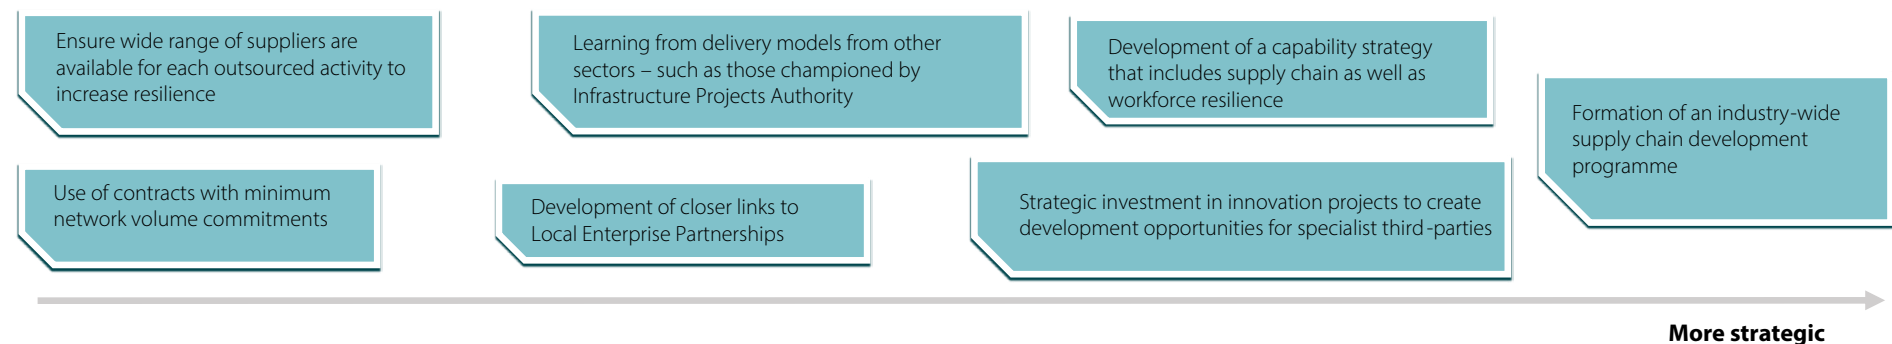 Ensure wide range of suppliers are
available for each outsourced activity to
increase resilience
Use of contracts with minimum
network volume commitments
Learning from delivery models from other
sectors – such as those championed by
Infrastructure Projects Authority
Development of closer links to
Local Enterprise Partnerships
Development of a capability strategy
that includes supply chain as well as
workforce resilience
Strategic investment in innovation projects to create
development opportunities for specialist third-parties
Formation of an industry-wide
supply chain development
programme
More strategic